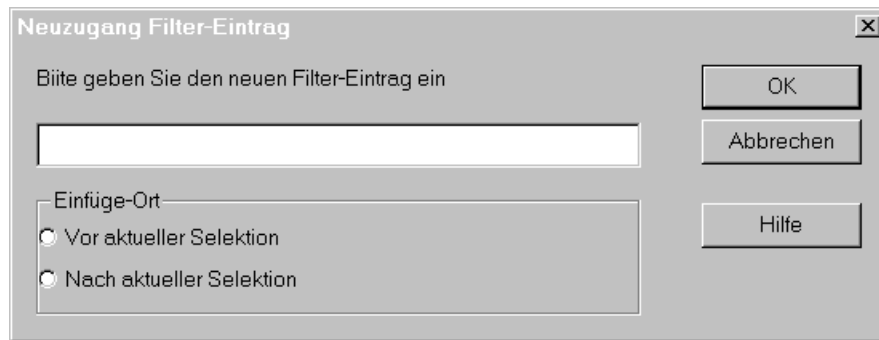 Neuzugang Filter-Eintrag
Biite geben Sie den neuen Filter-Eintrag ein
OK
Abbrechen
Einfüge-Ort
Vor aktueller Selektion
Nach aktueller Selektion
Hilfe